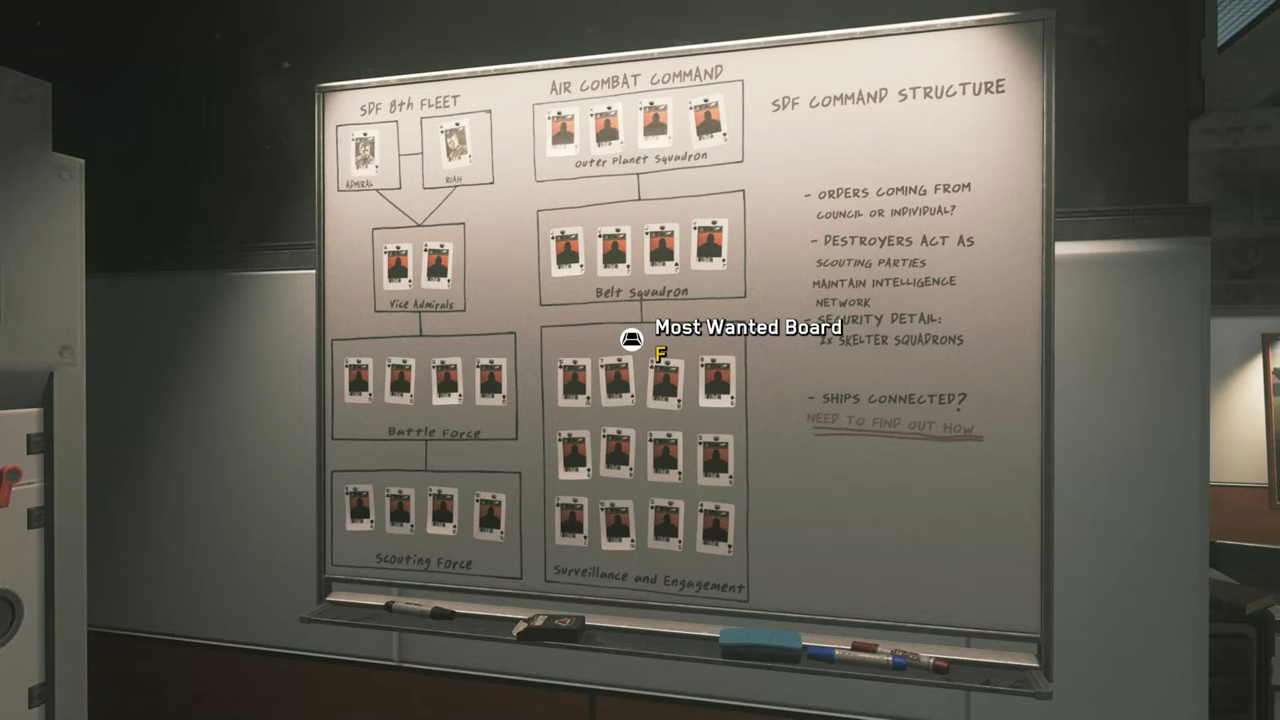 SDF 8th FLEET
ADMIRAL
RIAH
Vice Admirals
Battle Force
Scouting Force
AIR COMBAT COMMAND
Outer Planet Squadron
Belt Squadron
Surveillance and Engagement
Most Wanted Board
F
SDF COMMAND STRUCTURE
- ORDERS COMING FROM
COUNCIL OR INDIVIDUAL?
- DESTROYERS ACT AS
SCOUTING PARTIES
MAINTAIN INTELLIGENCE
NETWORK
- SECURITY DETAIL:
2x SKELTER SQUADRONS
- SHIPS CONNECTED?
NEED TO FIND OUT HOW